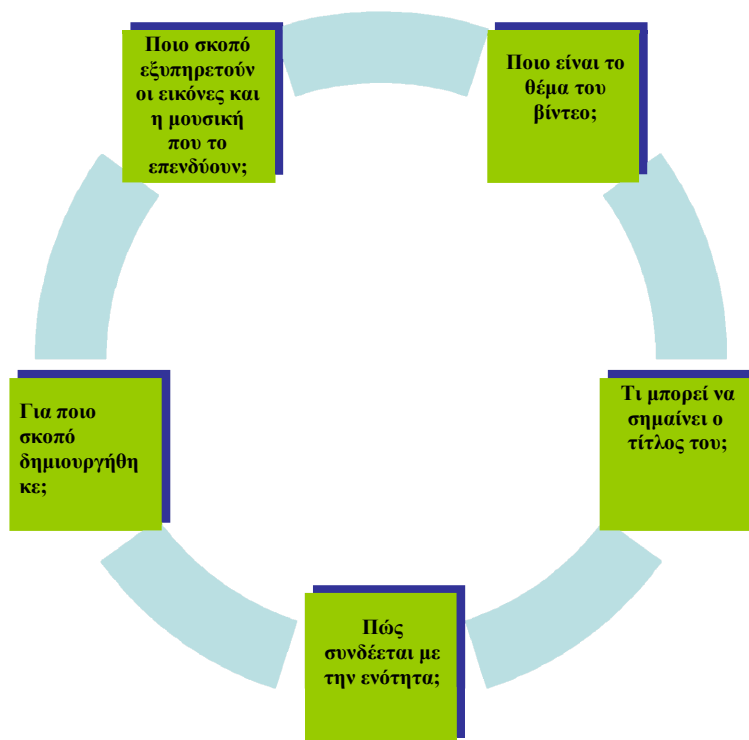 Ποιο σκοπό
εξυπηρετούν
οι εικόνες και
η μουσική
που το
επενδύουν;
Ποιο είναι το
θέμα του
βίντεο;
Τι μπορεί να
σημαίνει ο
τίτλος του;
Πώς
συνδέεται με
την ενότητα;
Για ποιο
σκοπό
δημιουργήθη
κε;